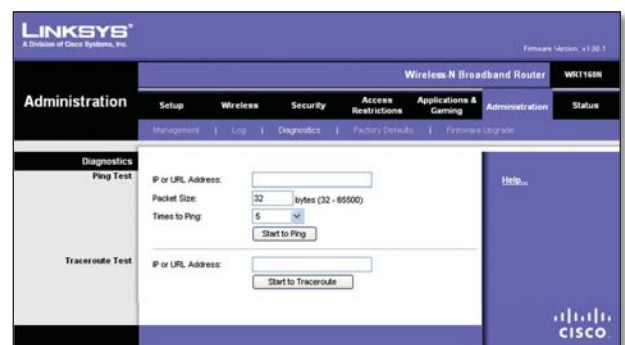 LINKSYS®
A Division of Cisco Systems, Inc.
Firmware Version: v1.00.1
Wireless-N Broadband Router WRT160N
Administration
Setup Wireless Security Access Restrictions Applications & Gaming Administration Status
Management | Log | Diagnostics | Factory Defaults | Firmware Upgrade
Diagnostics
Ping Test
IP or URL Address:
Packet Size: 32 bytes (32 - 65500)
Times to Ping: 5
Start to Ping
Help...
Traceroute Test
IP or URL Address:
Start to Traceroute
CISCO